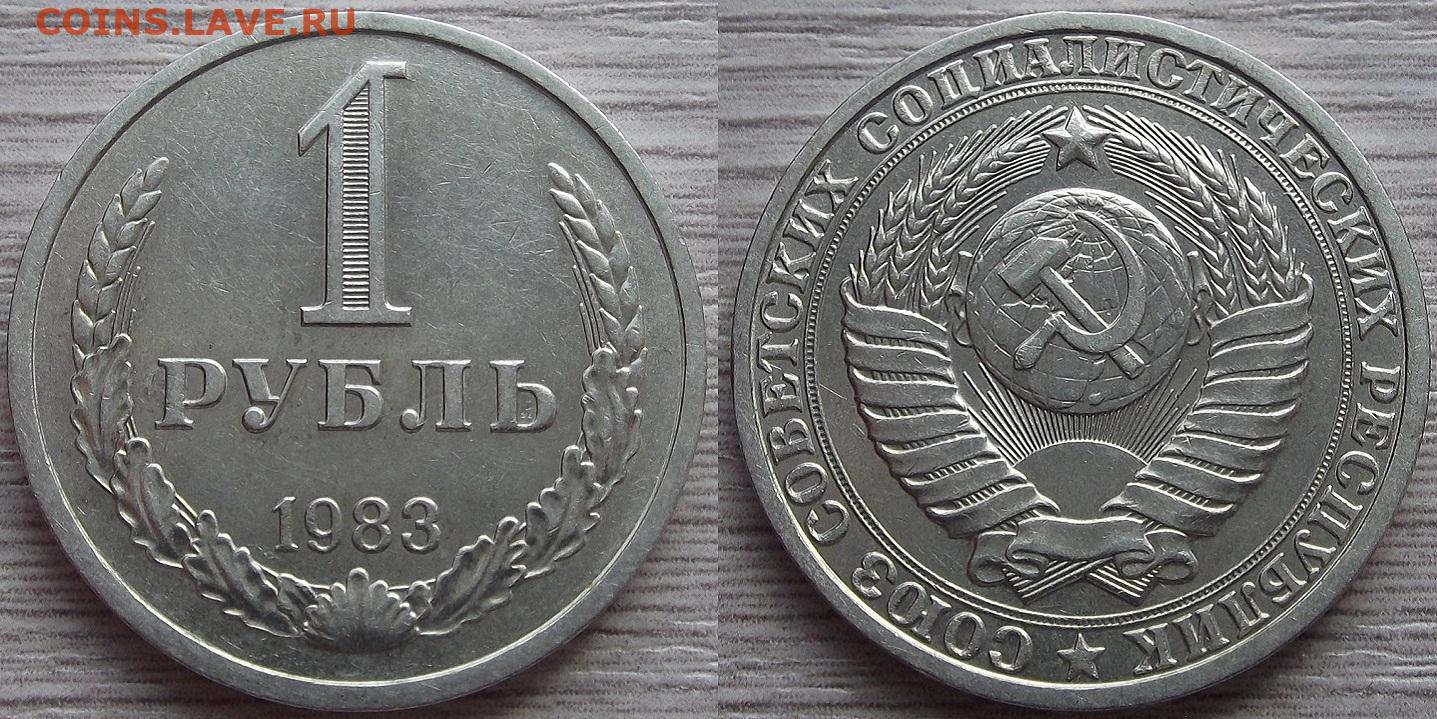 COINS.LAVE.RU
1
РУБЛЬ
1983
СОЮЗ СОВЕТСКИХ СОЦИАЛИСТИЧЕСКИХ РЕСПУБЛИК